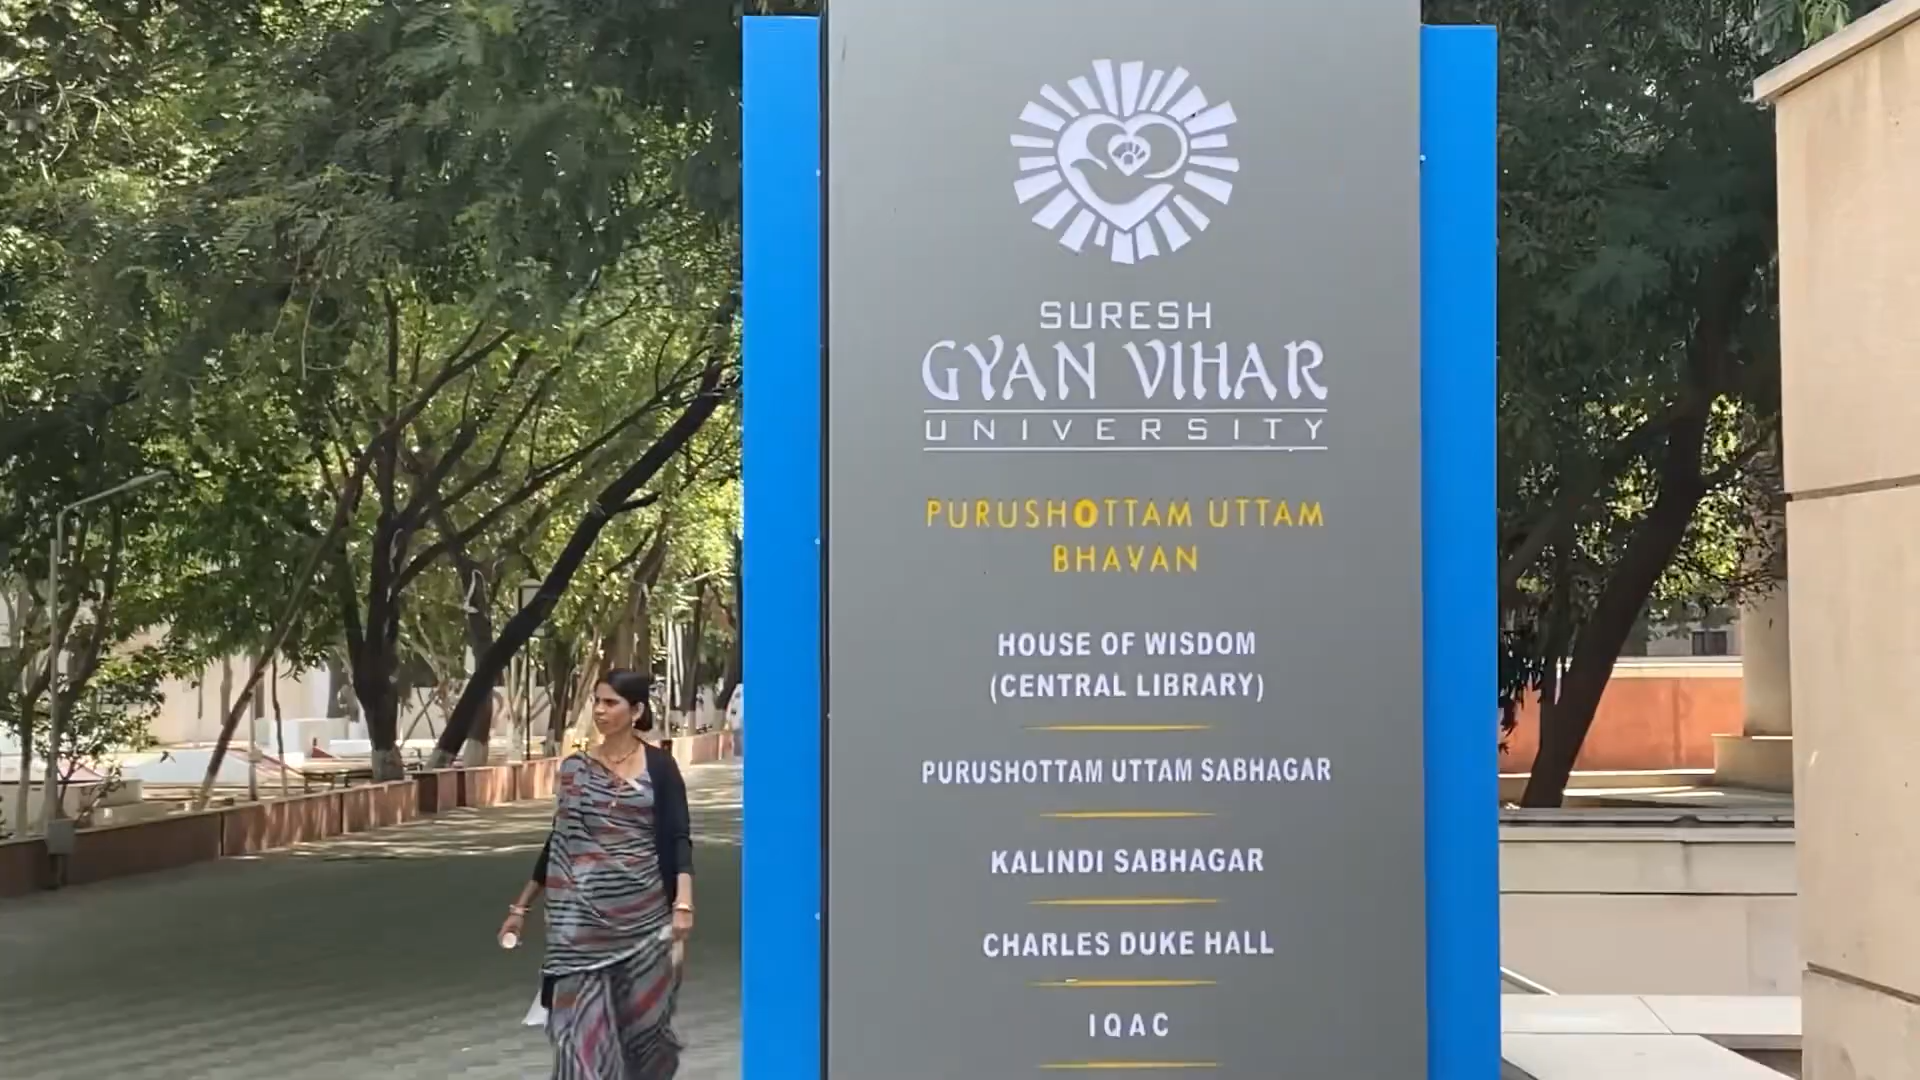 SURESH
GYAN VIHAR
UNIVERSITY
PURUSHOTTAM UTTAM
BHAVAN
HOUSE OF WISDOM
(CENTRAL LIBRARY)
PURUSHOTTAM UTTAM SABHAGAR
KALINDI SABHAGAR
CHARLES DUKE HALL
IQAC